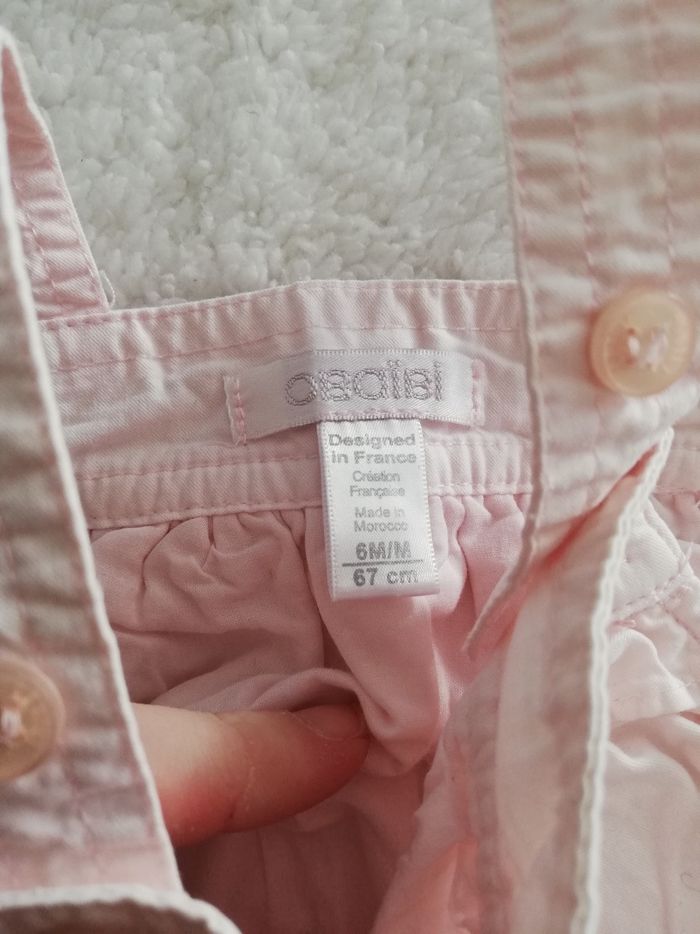 obaïbi
Designed
in France
Création
Française
Made in
Morocco
6M/M
67 cm